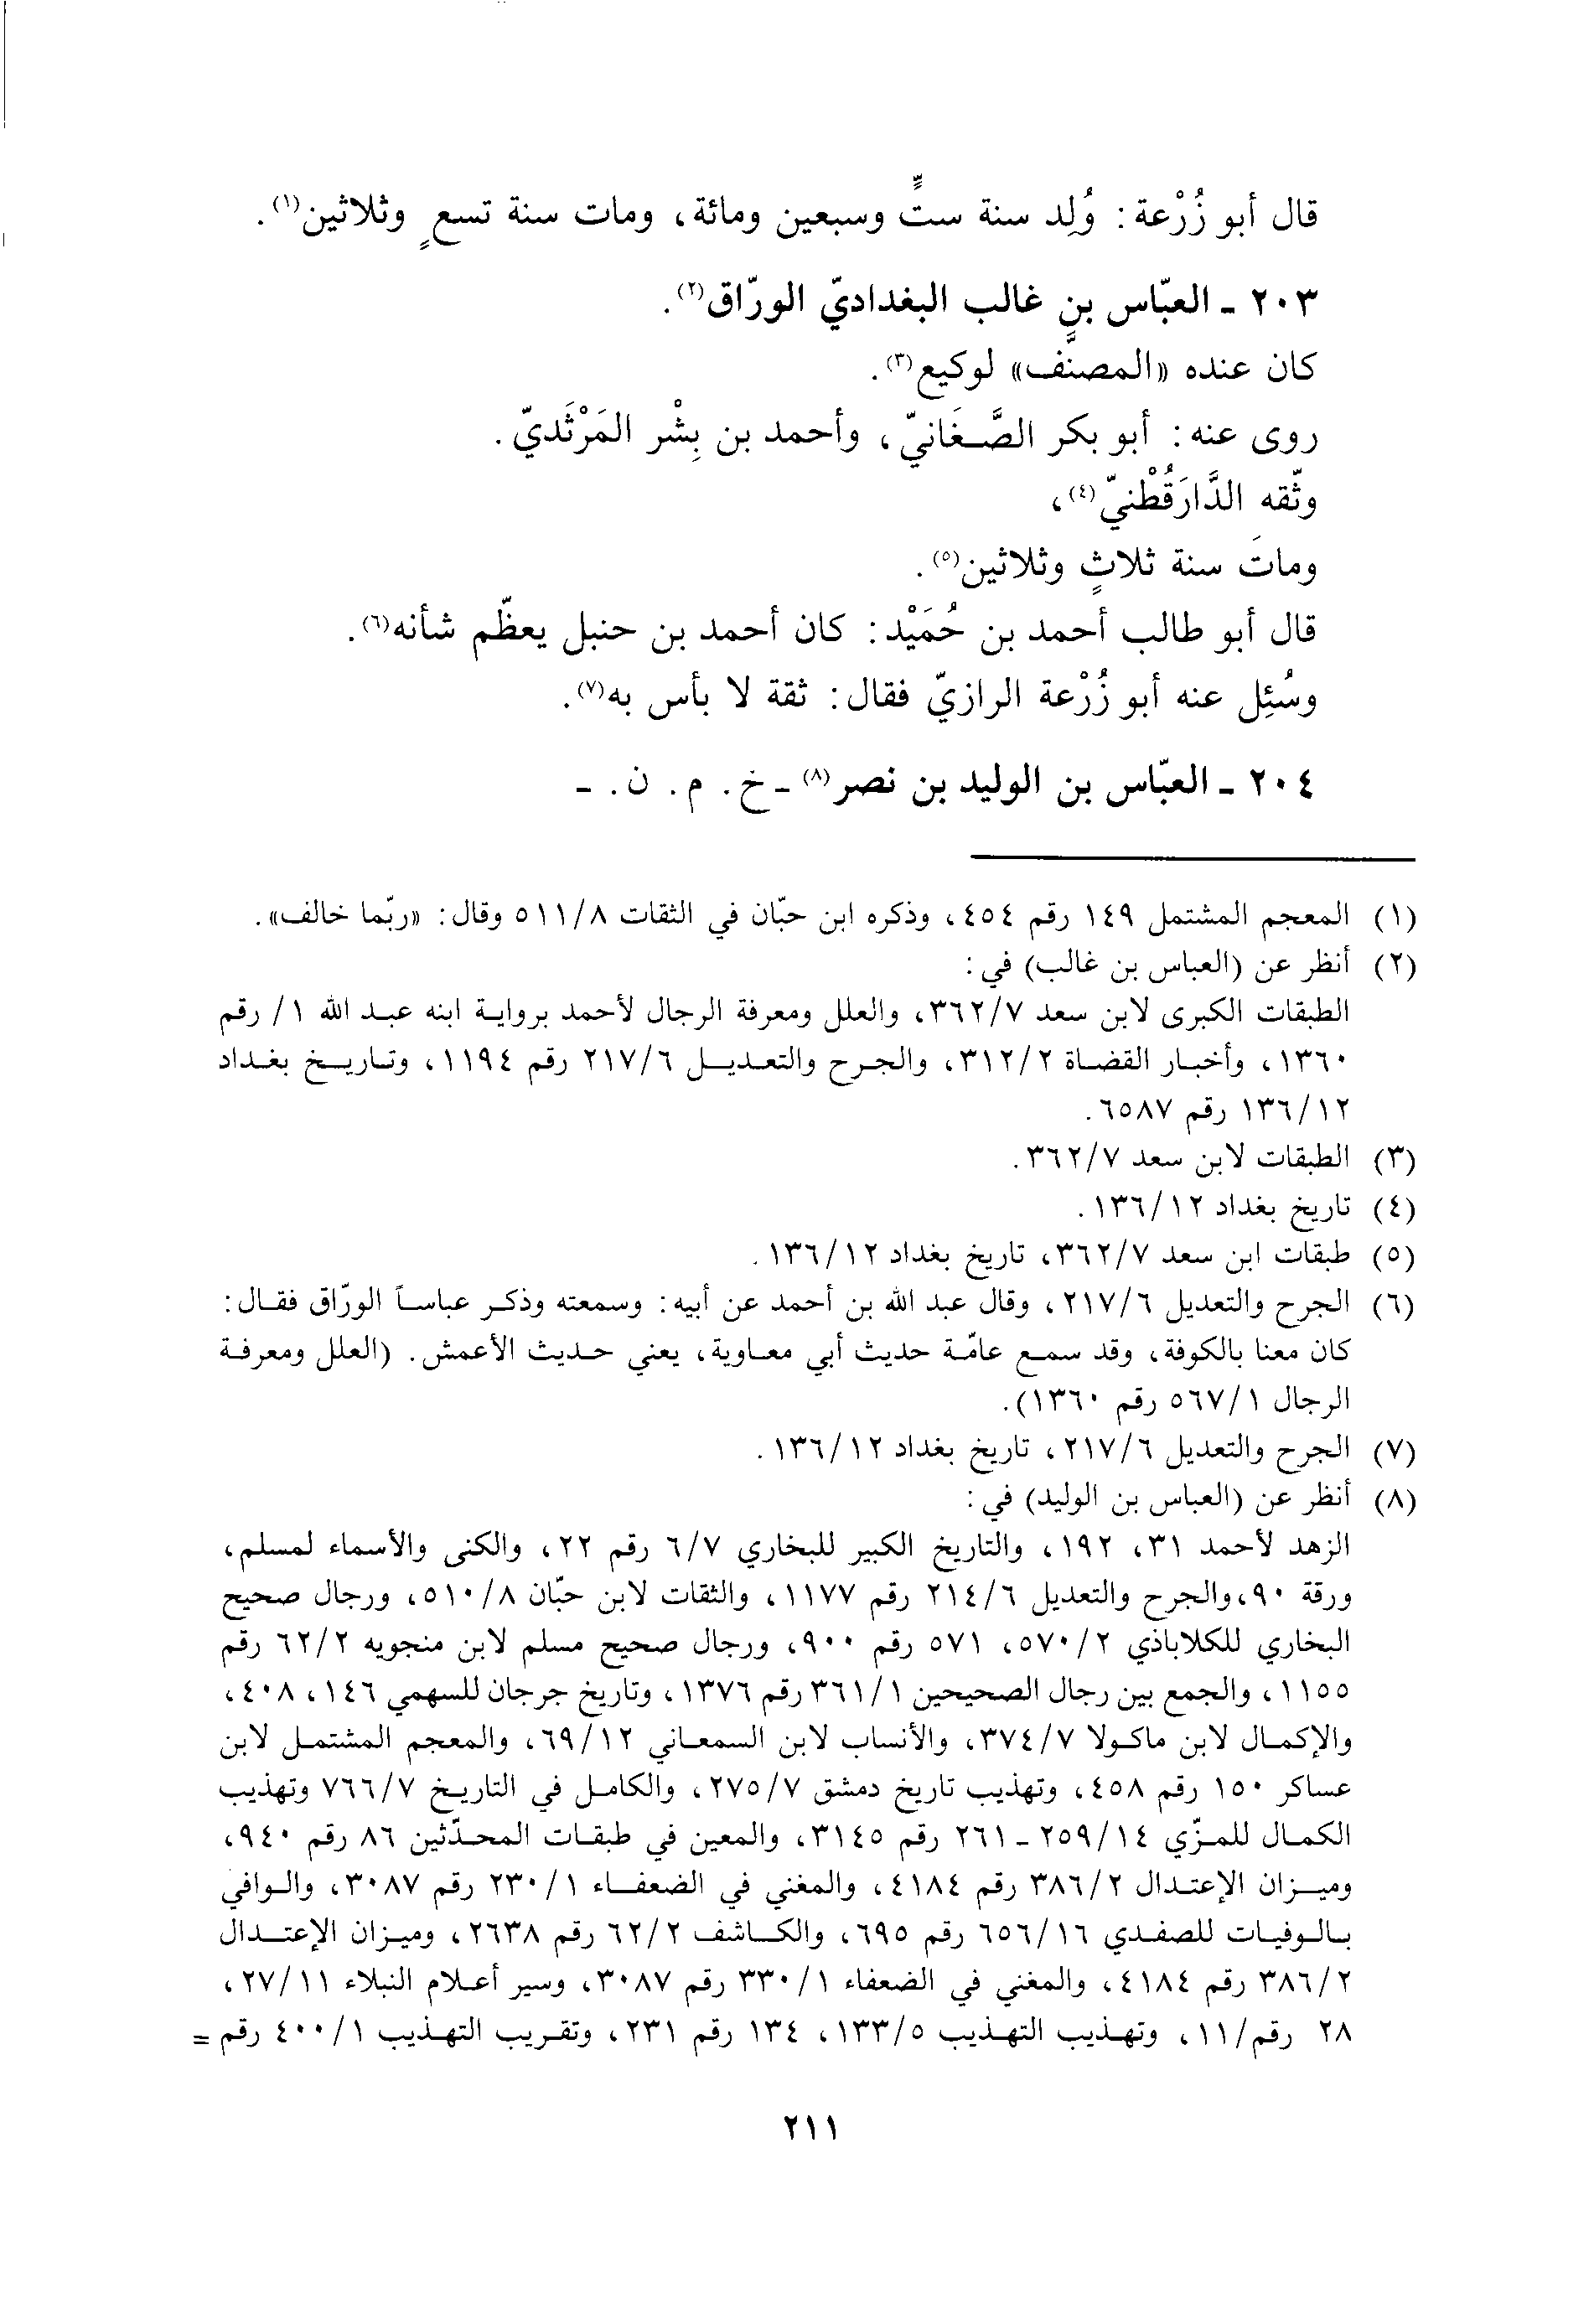 قال أبو زُرْعة: وُلِد سنة ستٍّ وسبعين ومائة، ومات سنة تسعٍ وثلاثين(١).
٢٠٣ - العبّاس بن غالب البغداديّ الورّاق(٢).
كان عنده «المصنَّف» لوكيعٍ(٣).
روى عنه: أبو بكر الصَّغَانيّ، وأحمد بن بِشْر المَرْثَديّ.
وثّقه الدَّارَقُطْنيّ(٤)،
وماتَ سنة ثلاثٍ وثلاثين(٥).
قال أبو طالب أحمد بن حُمَيْد: كان أحمد بن حنبل يعظّم شأنه(٦).
وسُئِل عنه أبو زُرْعة الرازيّ فقال: ثقة لا بأس به(٧).
٢٠٤ - العبّاس بن الوليد بن نصر(٨) - خ. م. ن. -
(١) المعجم المشتمل ١٤٩ رقم ٤٥٤، وذكره ابن حبّان في الثقات ٥١١/٨ وقال: «ربّما خالف».
(٢) أنظر عن (العباس بن غالب) في:
الطبقات الكبرى لابن سعد ٣٦٢/٧، والعلل ومعرفة الرجال لأحمد برواية ابنه عبد الله ١/ رقم
١٣٦٠، وأخبار القضاة ٣١٢/٢، والجرح والتعديل ٢١٧/٦ رقم ١١٩٤، وتاريخ بغداد
١٣٦/١٢ رقم ٦٥٨٧.
(٣) الطبقات لابن سعد ٣٦٢/٧.
(٤) تاريخ بغداد ١٣٦/١٢.
(٥) طبقات ابن سعد ٣٦٢/٧، تاريخ بغداد ١٣٦/١٢.
(٦) الجرح والتعديل ٢١٧/٦، وقال عبد الله بن أحمد عن أبيه: وسمعته وذكر عباساً الورّاق فقال:
كان معنا بالكوفة، وقد سمع عامّة حديث أبي معاوية، يعني حديث الأعمش. (العلل ومعرفة
الرجال ٥٦٧/١ رقم ١٣٦٠).
(٧) الجرح والتعديل ٢١٧/٦، تاريخ بغداد ١٣٦/١٢.
(٨) أنظر عن (العباس بن الوليد) في:
الزهد لأحمد ٣١، ١٩٢، والتاريخ الكبير للبخاري ٦/٧ رقم ٢٢، والكنى والأسماء لمسلم،
ورقة ٩٠، والجرح والتعديل ٢١٤/٦ رقم ١١٧٧، والثقات لابن حبّان ٥١٠/٨، ورجال صحيح
البخاري للكلاباذي ٥٧٠/٢، ٥٧١ رقم ٩٠٠، ورجال صحيح مسلم لابن منجويه ٦٢/٢ رقم
١١٥٥، والجمع بين رجال الصحيحين ٣٦١/١ رقم ١٣٧٦، وتاريخ جرجان للسهمي ١٤٦، ٤٠٨،
والإكمال لابن ماكولا ٣٧٤/٧، والأنساب لابن السمعاني ٦٩/١٢، والمعجم المشتمل لابن
عساكر ١٥٠ رقم ٤٥٨، وتهذيب تاريخ دمشق ٢٧٥/٧، والكامل في التاريخ ٧٦٦/٧ وتهذيب
الكمال للمزّي ٢٥٩/١٤ - ٢٦١ رقم ٣١٤٥، والمعين في طبقات المحدّثين ٨٦ رقم ٩٤٠،
وميزان الإعتدال ٣٨٦/٢ رقم ٤١٨٤، والمغني في الضعفاء ٢٣٠/١ رقم ٣٠٨٧، والوافي
بالوفيات للصفدي ٦٥٦/١٦ رقم ٦٩٥، والكاشف ٦٢/٢ رقم ٢٦٣٨، وميزان الإعتدال
٣٨٦/٢ رقم ٤١٨٤، والمغني في الضعفاء ٣٣٠/١ رقم ٣٠٨٧، وسير أعلام النبلاء ٢٧/١١،
٢٨ رقم/١١، وتهذيب التهذيب ١٣٣/٥، ١٣٤ رقم ٢٣١، وتقريب التهذيب ٤٠٠/١ رقم =
٢١١